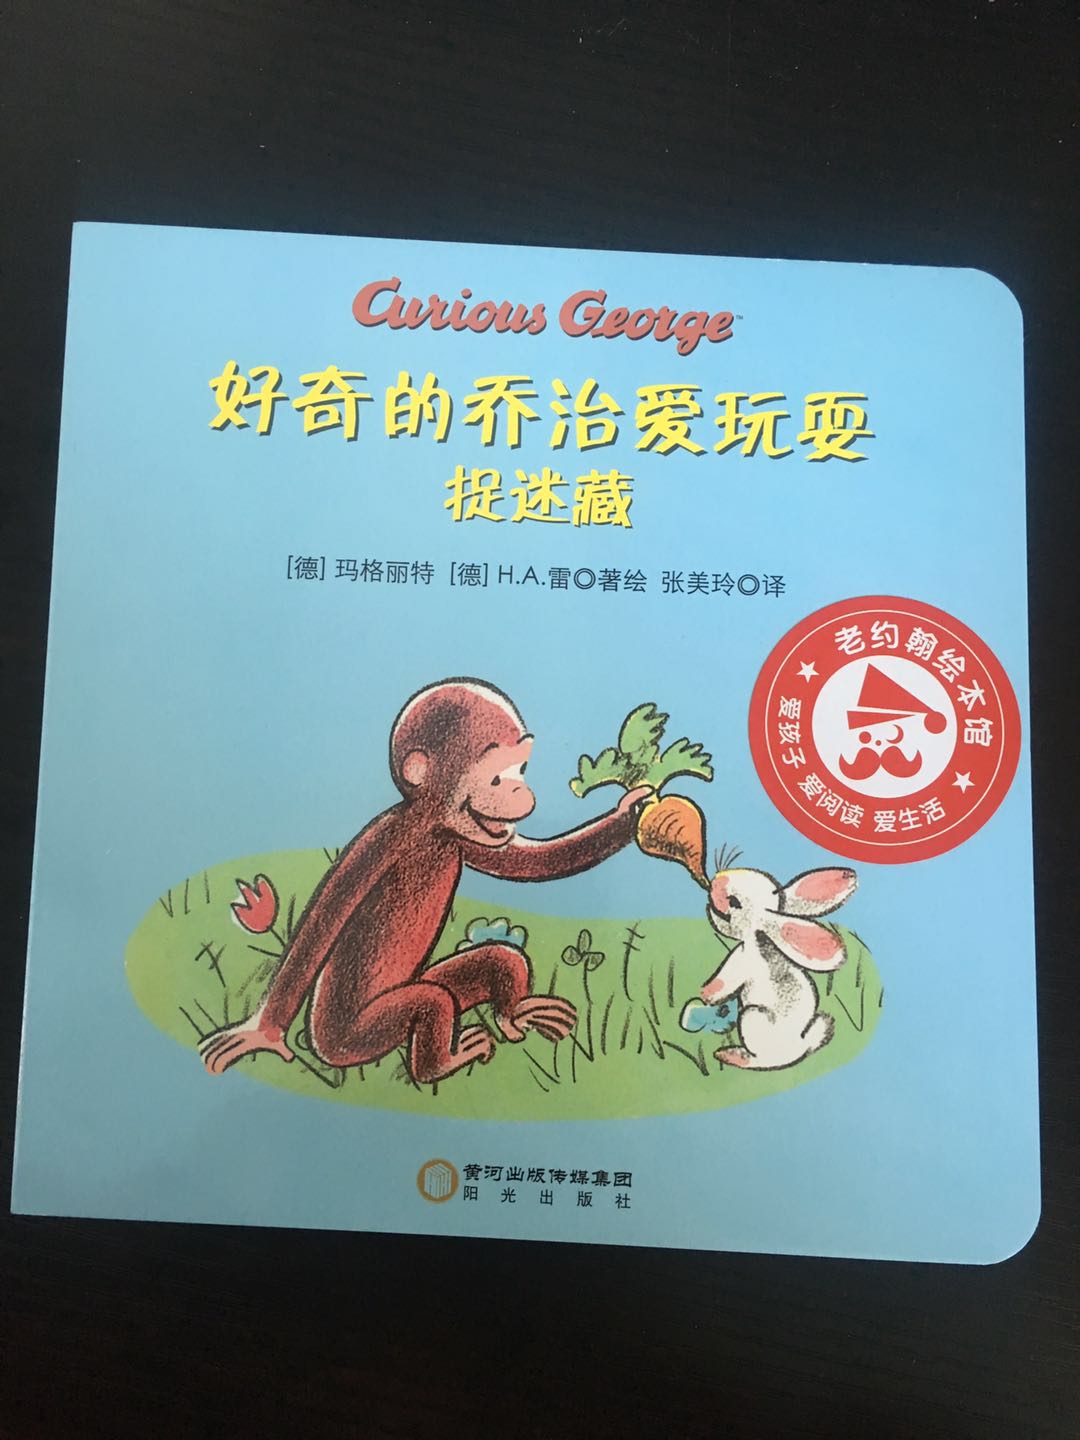 Curious George™
好奇的乔治爱玩耍
捉迷藏
[德] 玛格丽特 [德] H.A.雷◎著绘 张美玲◎译
老约翰绘本馆
爱孩子 爱阅读 爱生活
黄河出版传媒集团
阳光出版社